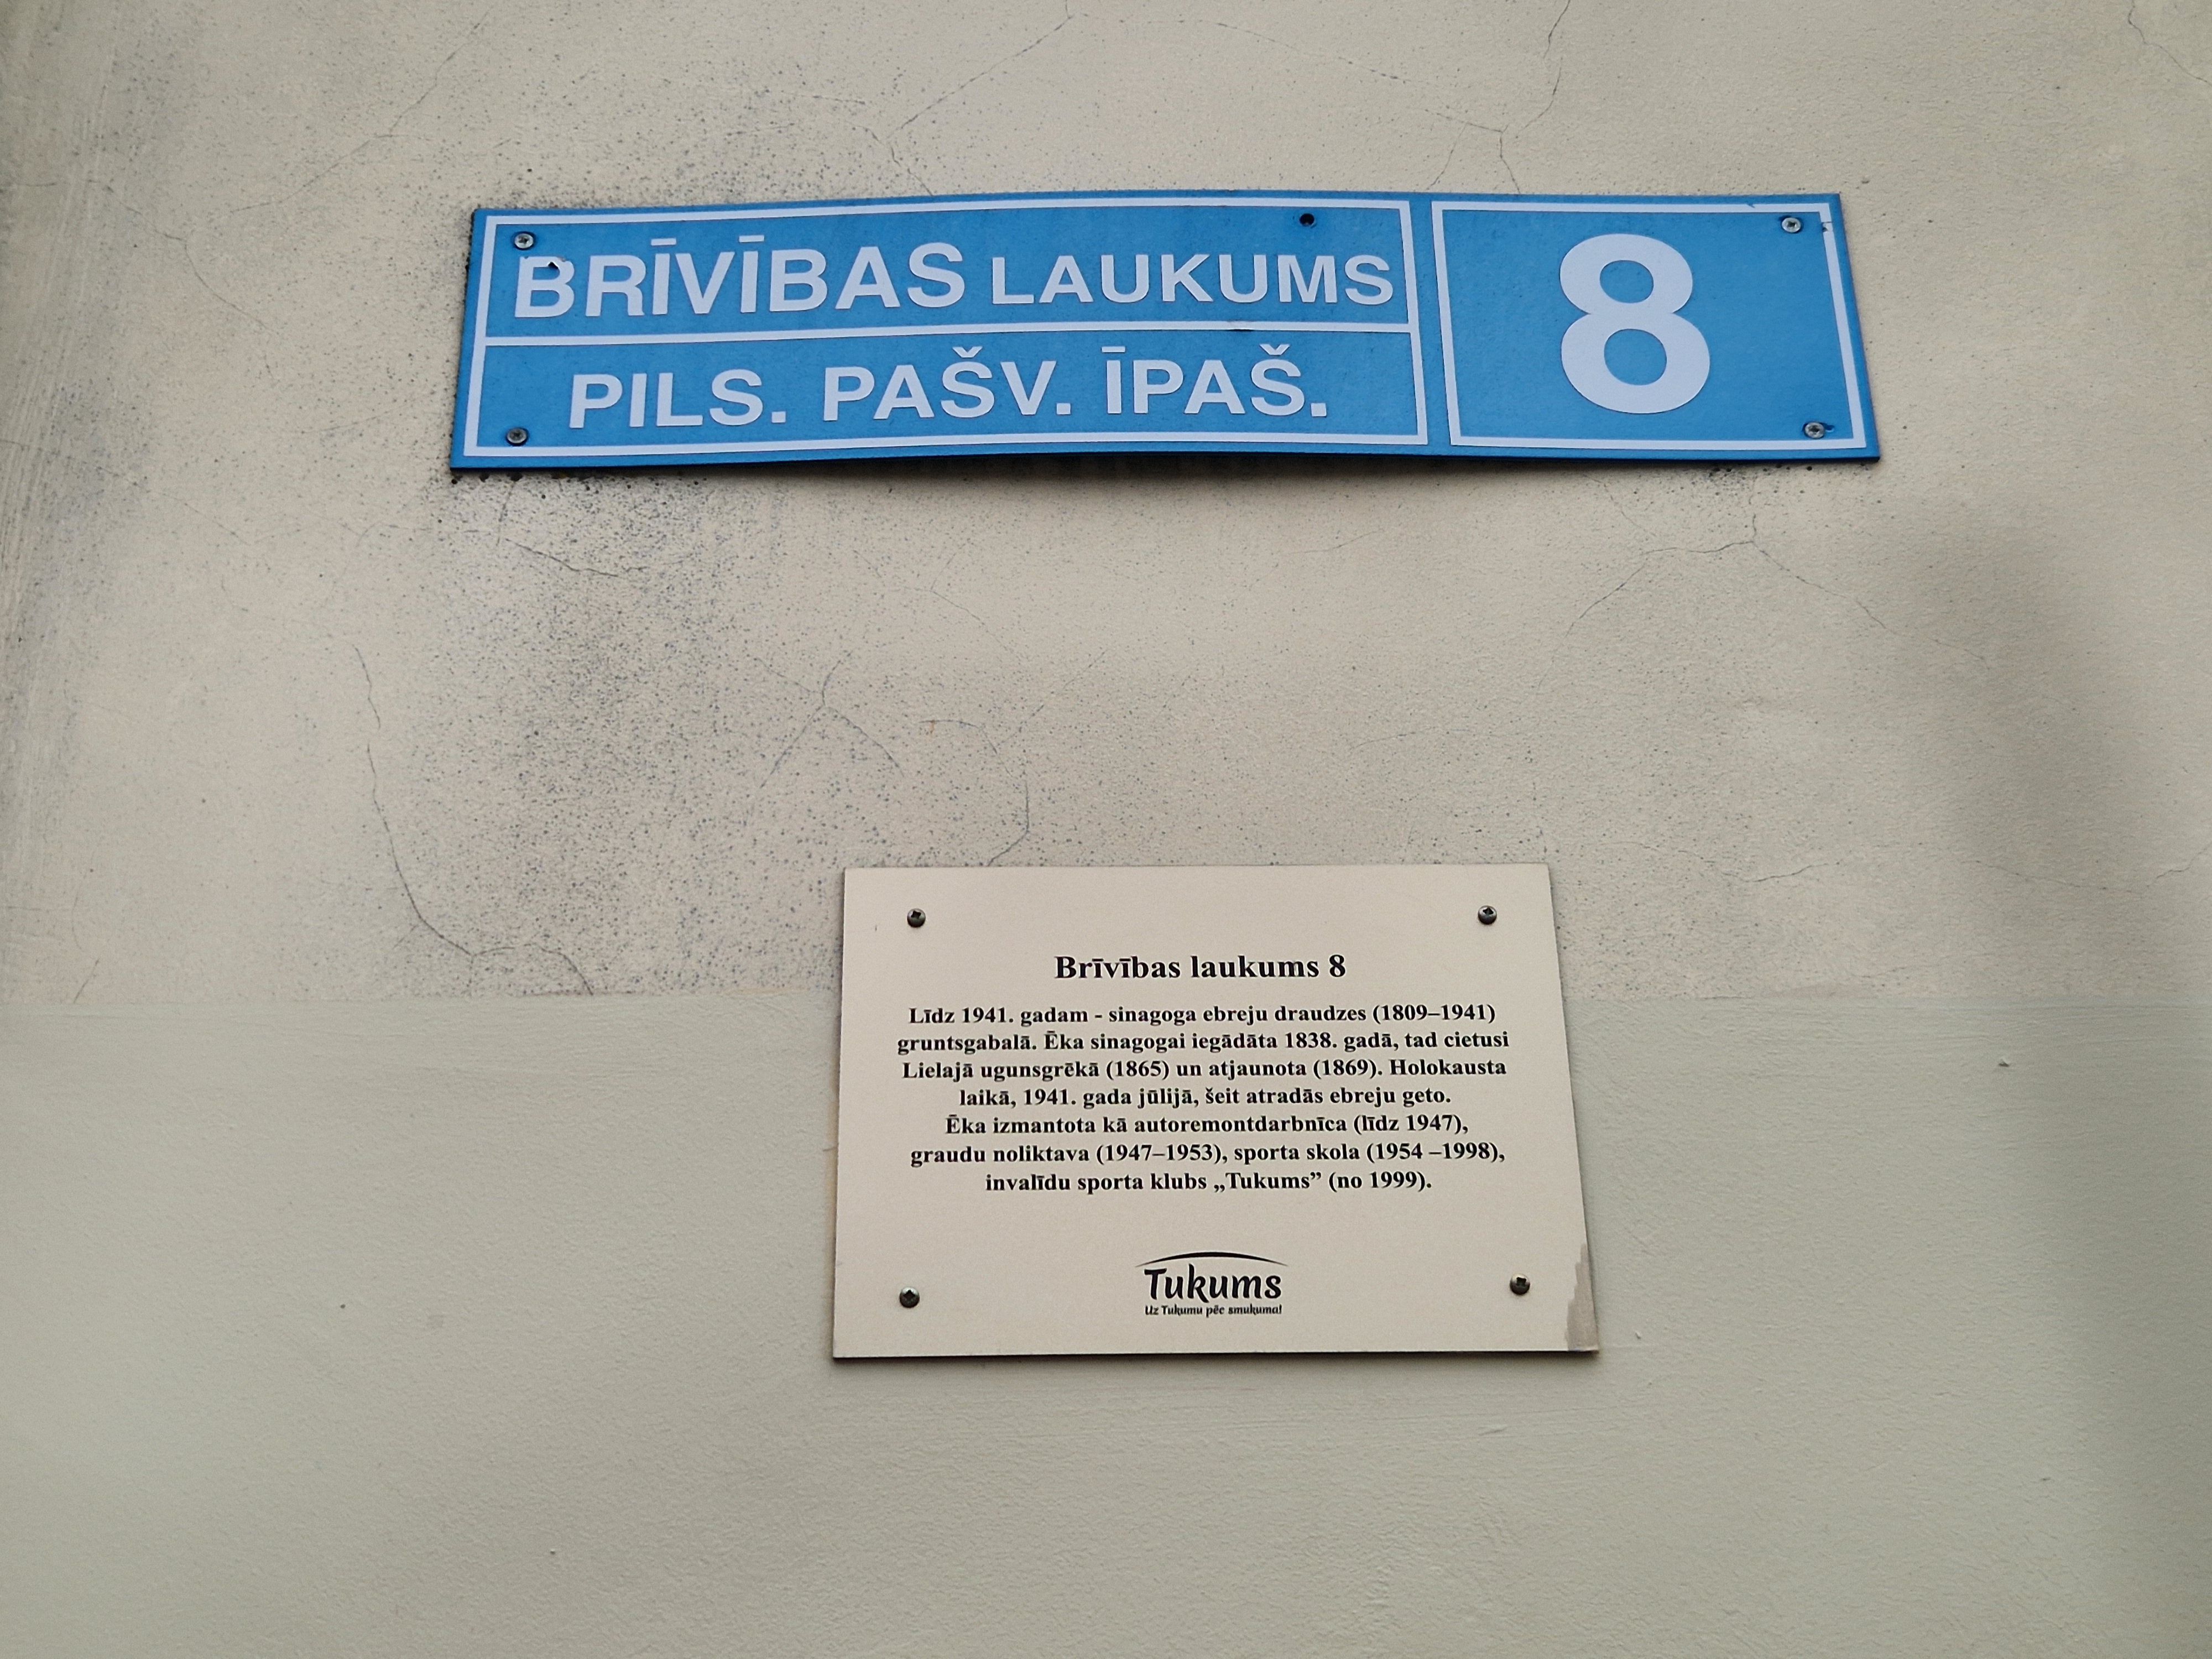 BRĪVĪBAS LAUKUMS
PILS. PAŠV. ĪPAŠ.
8
Brīvības laukums 8
Līdz 1941. gadam - sinagoga ebreju draudzes (1809–1941)
gruntsgabalā. Ēka sinagogai iegādāta 1838. gadā, tad cietusi
Lielajā ugunsgrēkā (1865) un atjaunota (1869). Holokausta
laikā, 1941. gada jūlijā, šeit atradās ebreju geto.
Ēka izmantota kā autoremontdarbnīca (līdz 1947),
graudu noliktava (1947–1953), sporta skola (1954 –1998),
invalīdu sporta klubs „Tukums” (no 1999).
Tukums
Uz Tukumu pēc smukuma!